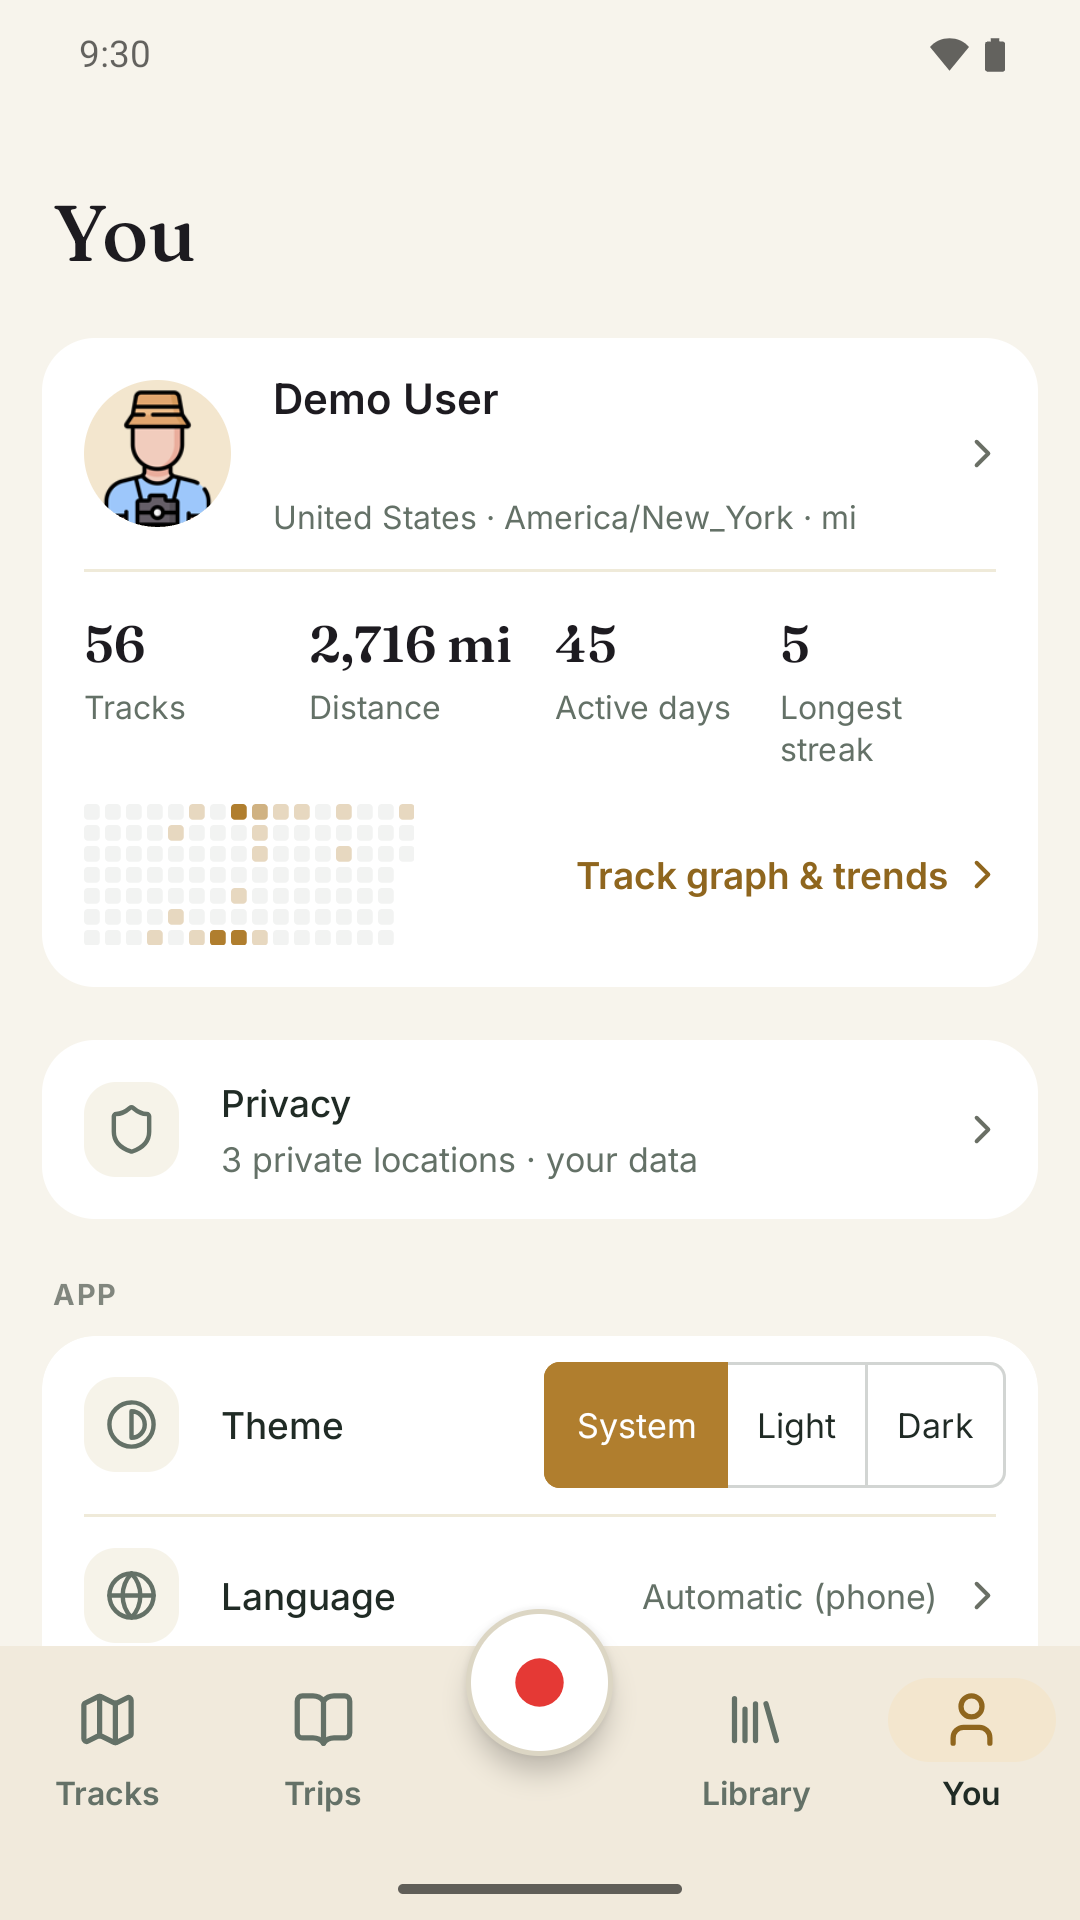 9:30
You
Demo User
United States · America/New_York · mi
56
Tracks
2,716 mi
Distance
45
Active days
5
Longest
streak
Track graph & trends
Privacy
3 private locations · your data
APP
Theme
System
Light
Dark
Language
Automatic (phone)
Tracks
Trips
Library
You